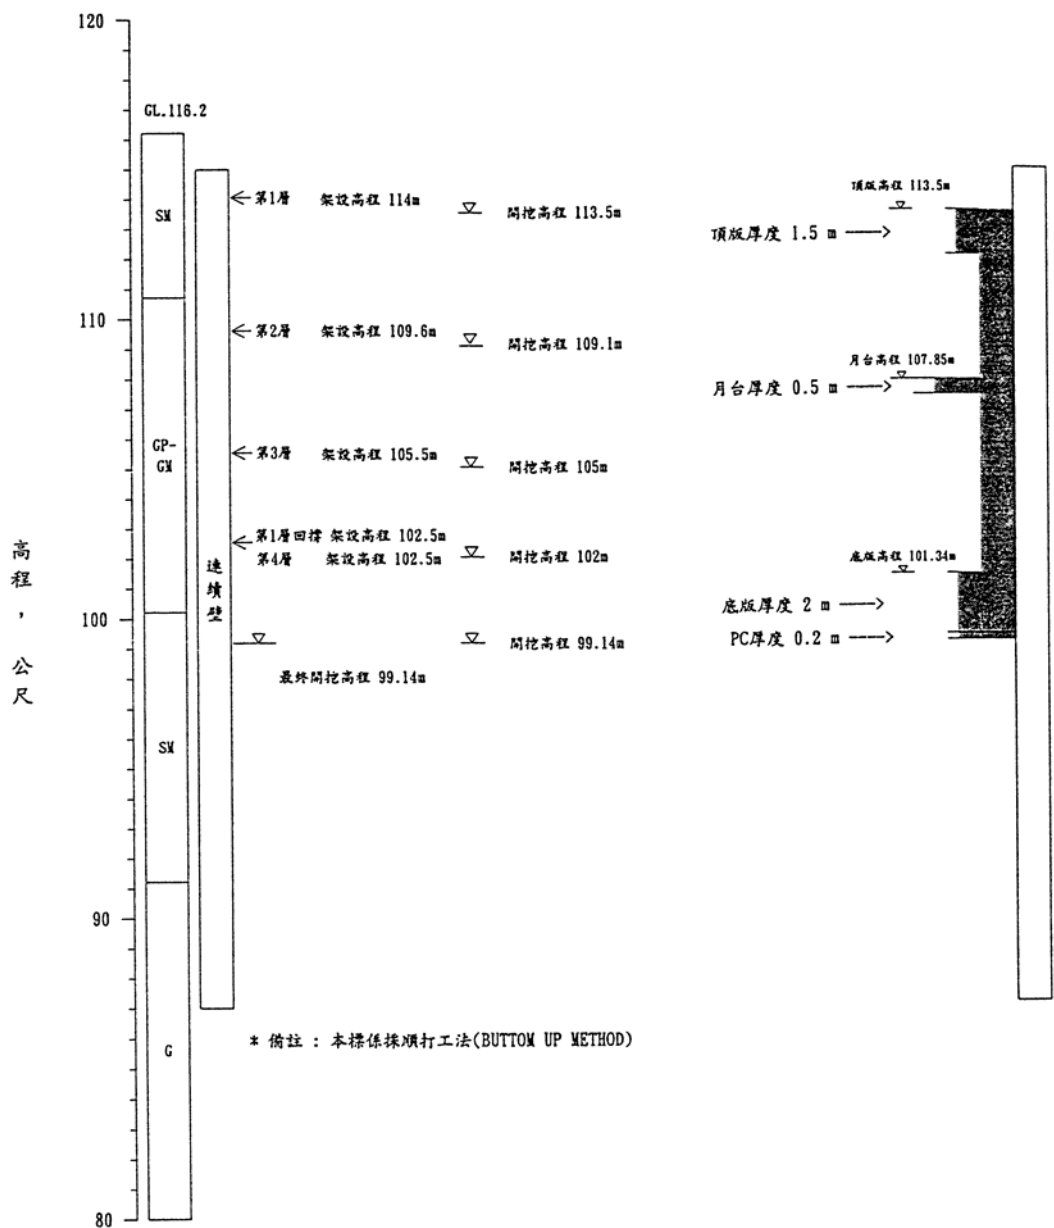 120
GL.116.2
第1層 架設高程 114m
開挖高程 113.5m
頂版高程 113.5m
SM
頂版厚度 1.5 m
110
第2層 架設高程 109.6m
開挖高程 109.1m
月台高程 107.85m
月台厚度 0.5 m
GP-
GM
第3層 架設高程 105.5m
開挖高程 105m
第1層回撐 架設高程 102.5m
第4層 架設高程 102.5m
開挖高程 102m
底版高程 101.34m
高程,公尺
連續壁
底版厚度 2 m
100
PC厚度 0.2 m
開挖高程 99.14m
最終開挖高程 99.14m
SM
90
G
* 備註 : 本標係採順打工法(BUTTOM UP METHOD)
80